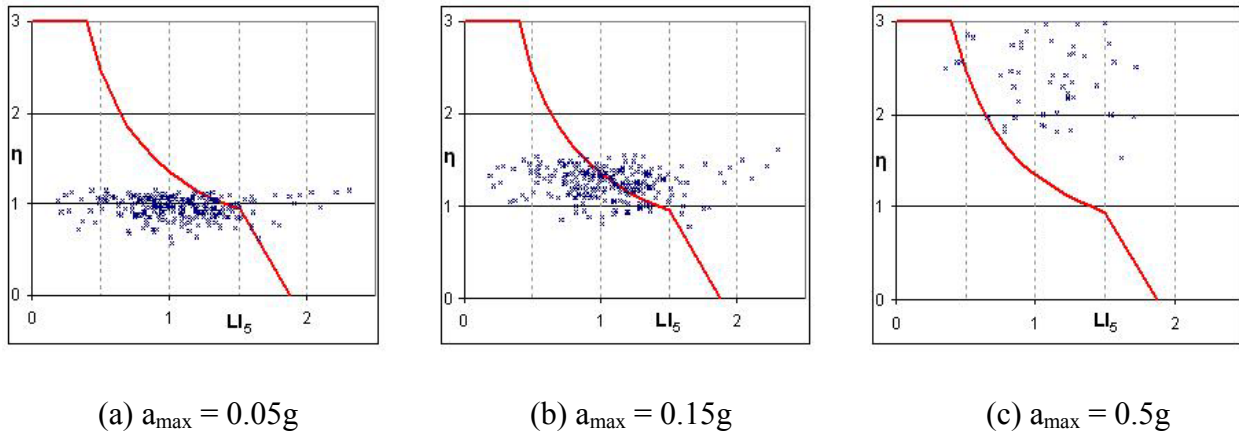 3
2
η
1
0
0
1
LI₅
2
3
2
η
1
0
0
1
LI₅
2
3
2
η
1
0
0
1
LI₅
2
(a) aₘₐₓ = 0.05g
(b) aₘₐₓ = 0.15g
(c) aₘₐₓ = 0.5g